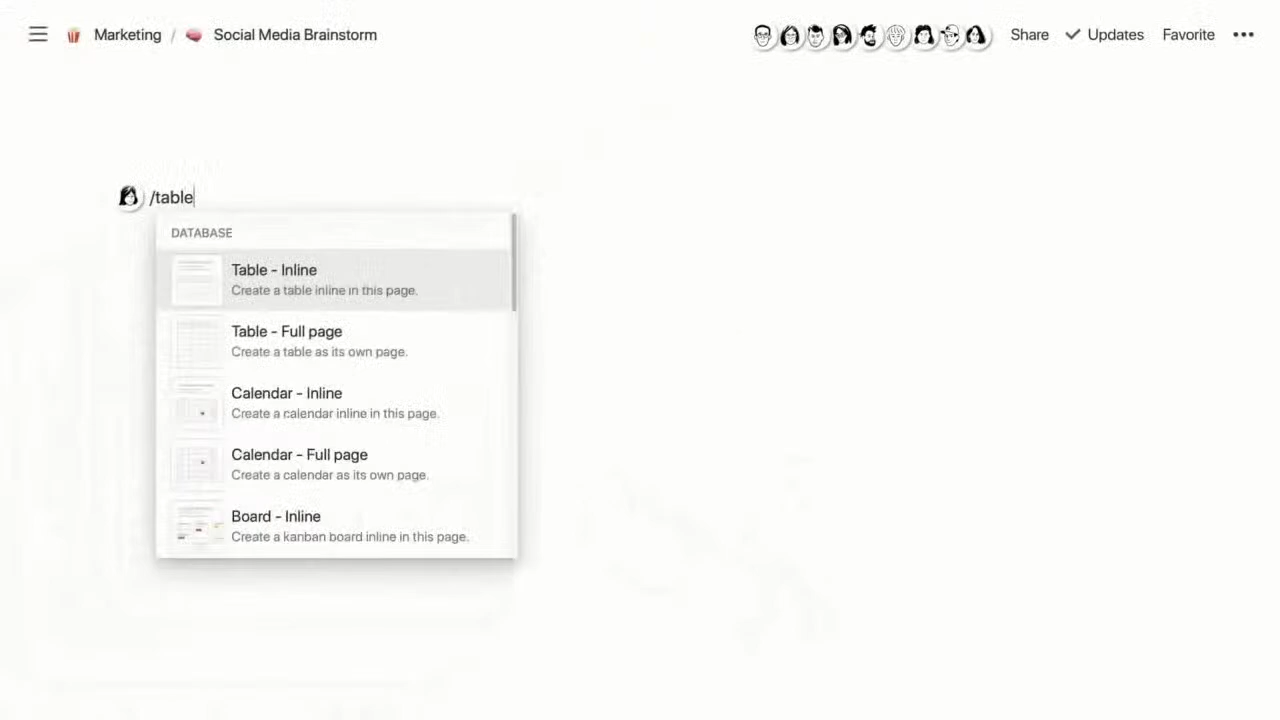 Marketing / Social Media Brainstorm
Share Updates Favorite
/table
DATABASE
Table - Inline
Create a table inline in this page.
Table - Full page
Create a table as its own page.
Calendar - Inline
Create a calendar inline in this page.
Calendar - Full page
Create a calendar as its own page.
Board - Inline
Create a kanban board inline in this page.